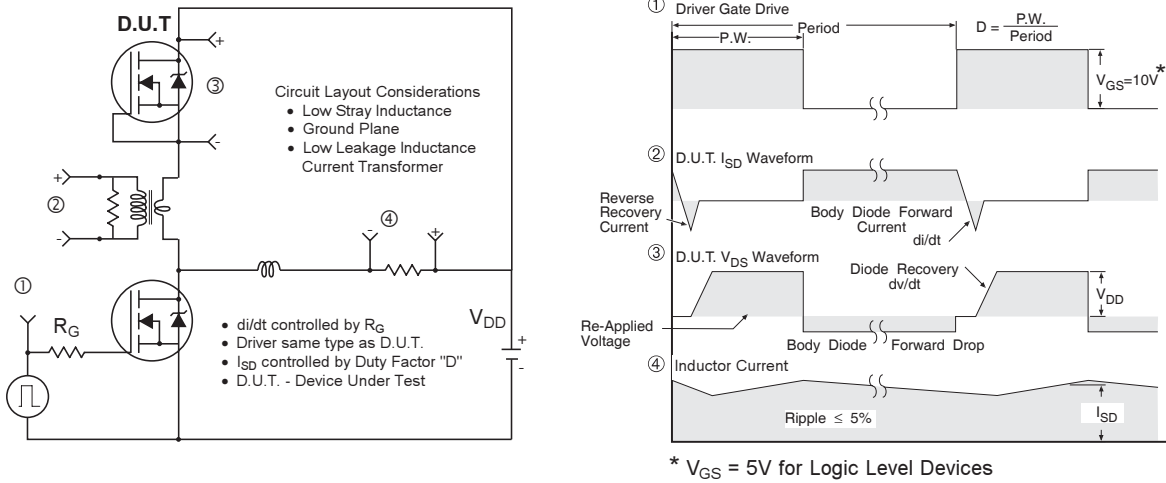 D.U.T
+
③
-
Circuit Layout Considerations
• Low Stray Inductance
• Ground Plane
• Low Leakage Inductance
Current Transformer
+
②
-
④
-
+
①
R_G
• di/dt controlled by R_G
• Driver same type as D.U.T.
• I_SD controlled by Duty Factor "D"
• D.U.T. - Device Under Test
V_DD
+
-
① Driver Gate Drive
P.W.
Period
D = P.W.
Period
V_GS=10V*
② D.U.T. I_SD Waveform
Reverse
Recovery
Current
Body Diode Forward
Current
di/dt
③ D.U.T. V_DS Waveform
Diode Recovery
dv/dt
V_DD
Re-Applied
Voltage
Body Diode Forward Drop
④ Inductor Current
Ripple ≤ 5%
I_SD
* V_GS = 5V for Logic Level Devices